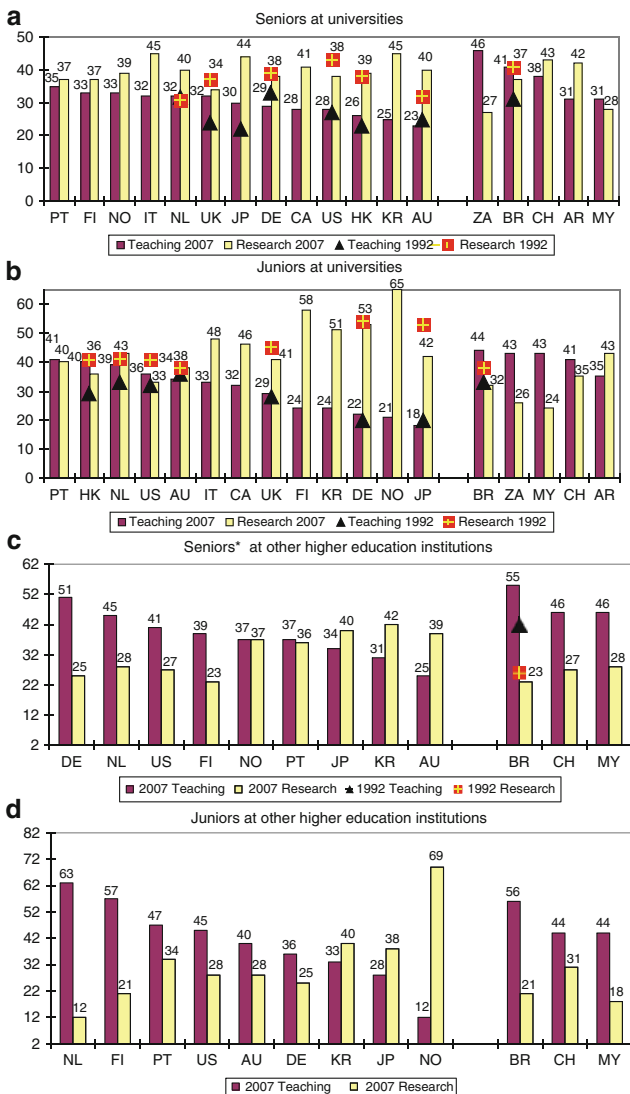 a
Seniors at universities
50
40
30
20
10
0
35 37 33 37 33 39 32 45 32 40 32 34 30 44 29 38 28 41 28 38 26 39 25 45 23 40 46 27 41 37 38 43 31 42 31 28
PT FI NO IT NL UK JP DE CA US HK KR AU ZA BR CH AR MY
Teaching 2007 Research 2007 Teaching 1992 Research 1992
b
Juniors at universities
60
50
40
30
20
10
0
41 40 40 36 39 43 36 33 34 38 33 48 32 46 29 41 24 58 24 51 22 53 21 65 18 42 44 32 43 26 43 24 41 35 35 43
PT HK NL US AU IT CA UK FI KR DE NO JP BR ZA MY CH AR
Teaching 2007 Research 2007 Teaching 1992 Research 1992
c
Seniors* at other higher education institutions
62
52
42
32
22
12
2
51 25 45 28 41 27 39 23 37 37 37 36 34 40 31 42 25 39 55 23 46 27 46 28
DE NL US FI NO PT JP KR AU BR CH MY
2007 Teaching 2007 Research 1992 Teaching 1992 Research
d
Juniors at other higher education institutions
82
72
62
52
42
32
22
12
2
63 12 57 21 47 34 45 28 40 28 36 25 33 40 28 38 12 69 56 21 44 31 44 18
NL FI PT US AU DE KR JP NO BR CH MY
2007 Teaching 2007 Research